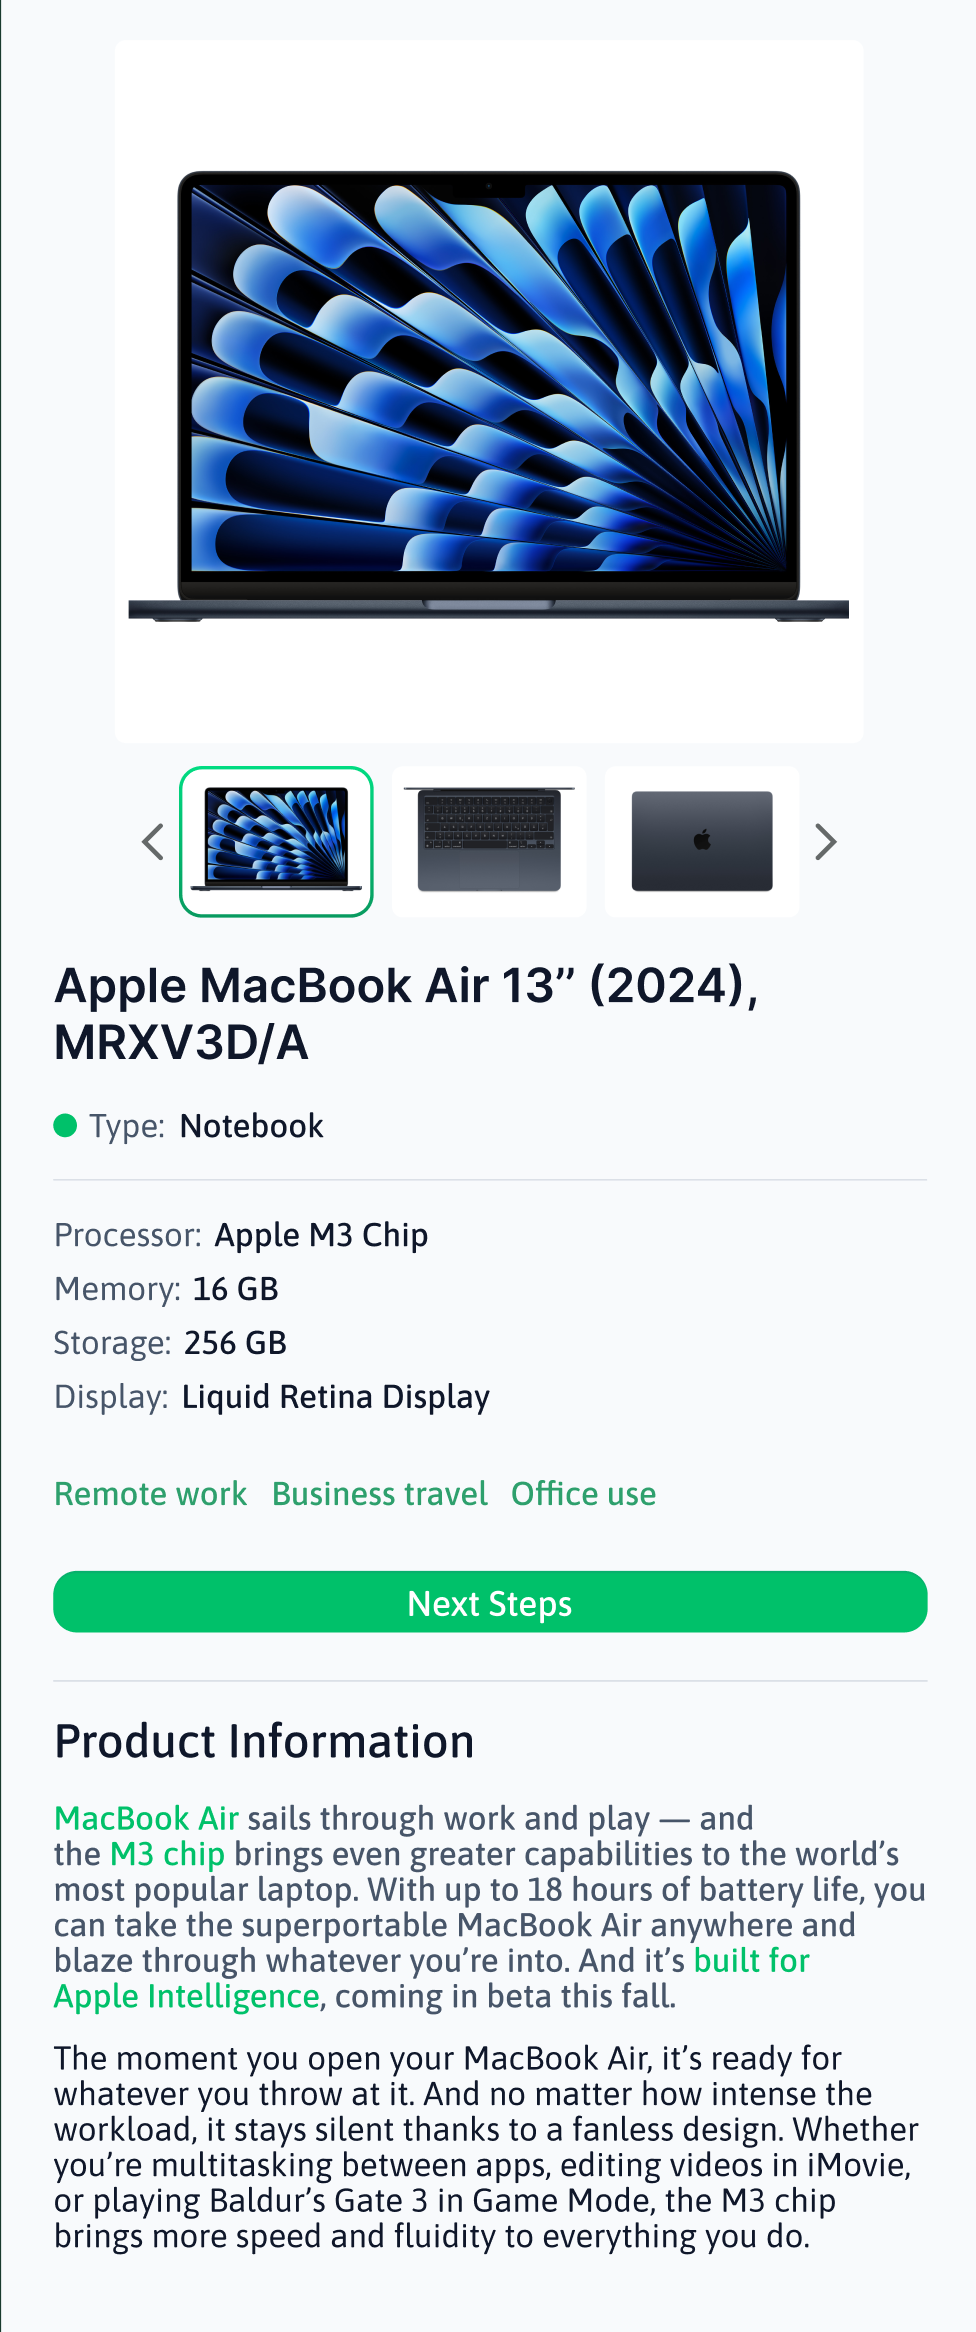 Apple MacBook Air 13” (2024),
MRXV3D/A
Type: Notebook
Processor: Apple M3 Chip
Memory: 16 GB
Storage: 256 GB
Display: Liquid Retina Display
Remote work Business travel Office use
Next Steps
Product Information
MacBook Air sails through work and play — and
the M3 chip brings even greater capabilities to the world’s
most popular laptop. With up to 18 hours of battery life, you
can take the superportable MacBook Air anywhere and
blaze through whatever you’re into. And it’s built for
Apple Intelligence, coming in beta this fall.
The moment you open your MacBook Air, it’s ready for
whatever you throw at it. And no matter how intense the
workload, it stays silent thanks to a fanless design. Whether
you’re multitasking between apps, editing videos in iMovie,
or playing Baldur’s Gate 3 in Game Mode, the M3 chip
brings more speed and fluidity to everything you do.